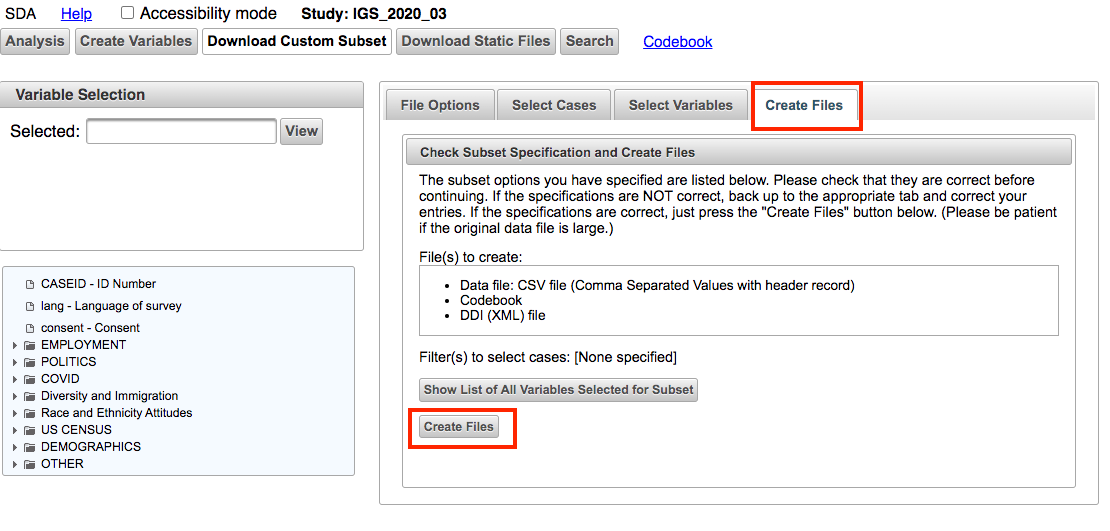 SDA Help Accessibility mode Study: IGS_2020_03
Analysis Create Variables Download Custom Subset Download Static Files Search Codebook
Variable Selection
Selected: View
CASEID - ID Number
lang - Language of survey
consent - Consent
EMPLOYMENT
POLITICS
COVID
Diversity and Immigration
Race and Ethnicity Attitudes
US CENSUS
DEMOGRAPHICS
OTHER
File Options Select Cases Select Variables Create Files
Check Subset Specification and Create Files
The subset options you have specified are listed below. Please check that they are correct before
continuing. If the specifications are NOT correct, back up to the appropriate tab and correct your
entries. If the specifications are correct, just press the "Create Files" button below. (Please be patient
if the original data file is large.)
File(s) to create:
• Data file: CSV file (Comma Separated Values with header record)
• Codebook
• DDI (XML) file
Filter(s) to select cases: [None specified]
Show List of All Variables Selected for Subset
Create Files